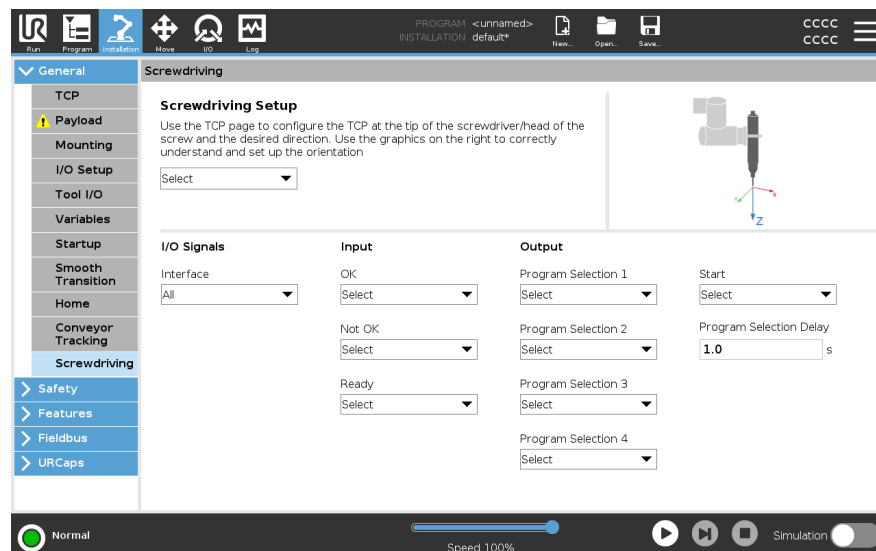 PROGRAM <unnamed>
INSTALLATION default*
CCCC
CCCC
Run
Program
Installation
Move
I/O
Log
New...
Open...
Save...
General
TCP
Payload
Mounting
I/O Setup
Tool I/O
Variables
Startup
Smooth
Transition
Home
Conveyor
Tracking
Screwdriving
Safety
Features
Fieldbus
URCaps
Screwdriving
Screwdriving Setup
Use the TCP page to configure the TCP at the tip of the screwdriver/head of the
screw and the desired direction. Use the graphics on the right to correctly
understand and set up the orientation
Select
Y
X
Z
I/O Signals
Interface
All
Input
OK
Select
Not OK
Select
Ready
Select
Output
Program Selection 1
Select
Program Selection 2
Select
Program Selection 3
Select
Program Selection 4
Select
Start
Select
Program Selection Delay
1.0 s
Normal
Speed 100%
Simulation